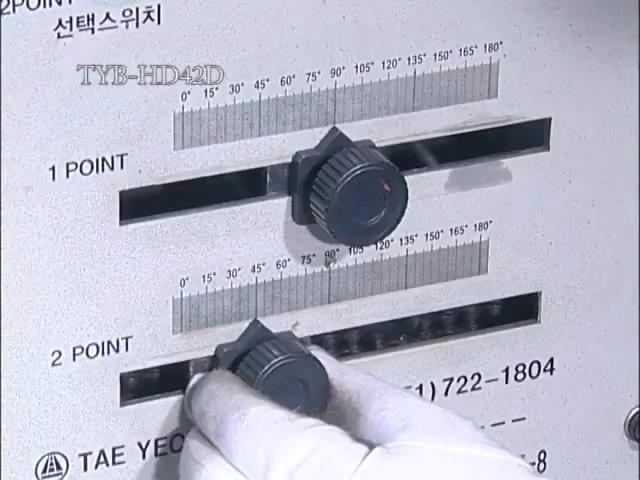 2POINT
선택스위치
TYB-HD42D
0° 15° 30° 45° 60° 75° 90° 105° 120° 135° 150° 165° 180°
1 POINT
0° 15° 30° 45° 60° 75° 90° 105° 120° 135° 150° 165° 180°
2 POINT
1) 722-1804
TAE YEO
-8